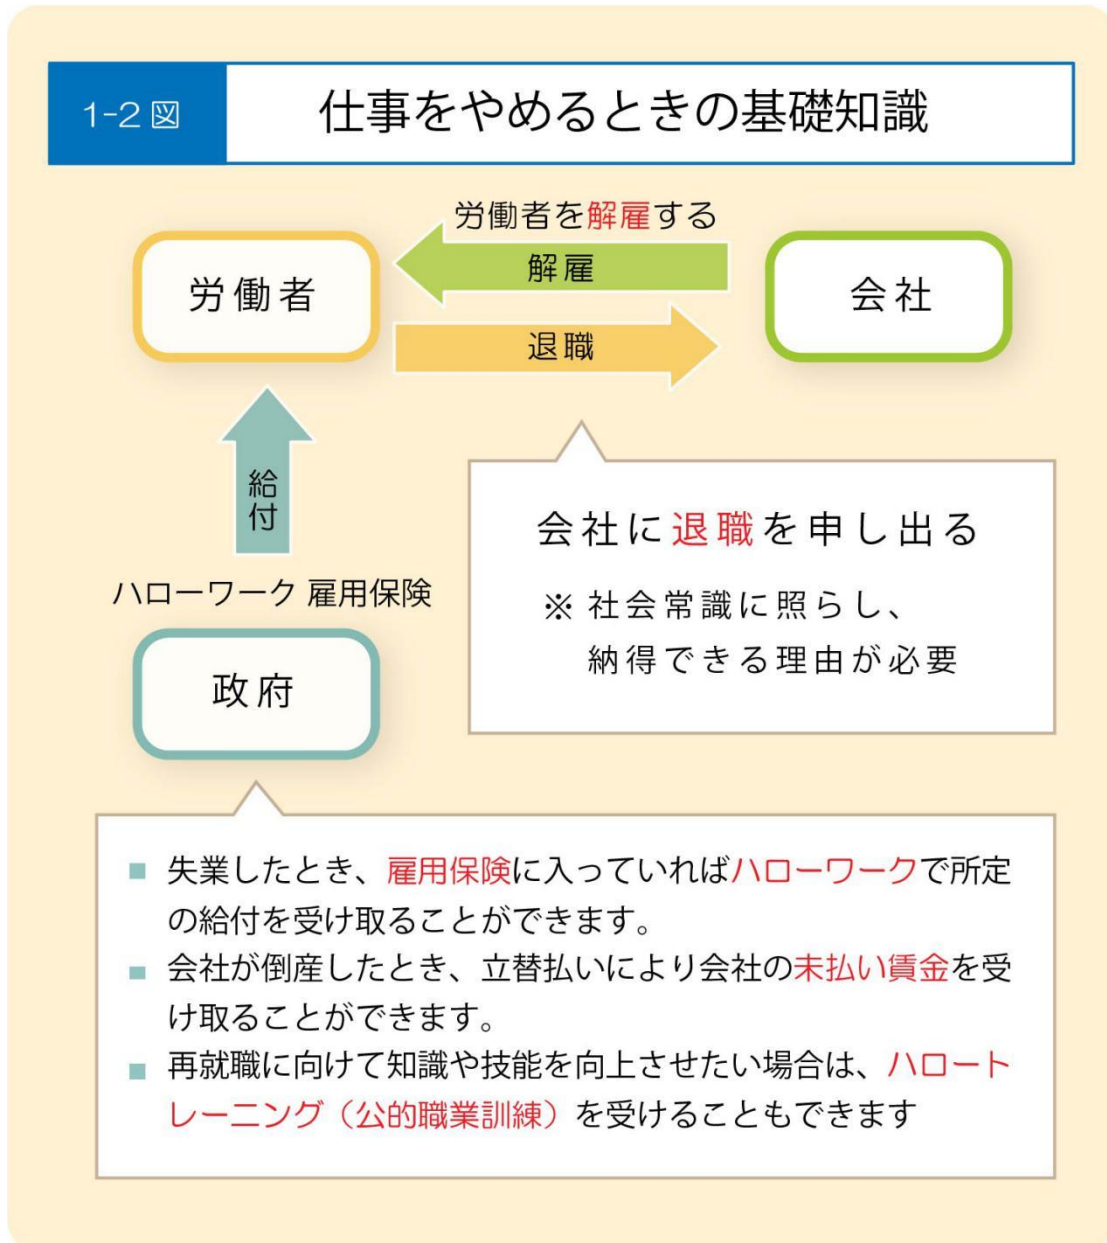 1-2図
仕事をやめるときの基礎知識
労働者を解雇する
労働者
解雇
会社
退職
給付
ハローワーク 雇用保険
政府
会社に退職を申し出る
※ 社会常識に照らし、
納得できる理由が必要
■ 失業したとき、雇用保険に入っていればハローワークで所定
の給付を受け取ることができます。
■ 会社が倒産したとき、立替払いにより会社の未払い賃金を受
け取ることができます。
■ 再就職に向けて知識や技能を向上させたい場合は、ハロート
レーニング（公的職業訓練）を受けることもできます